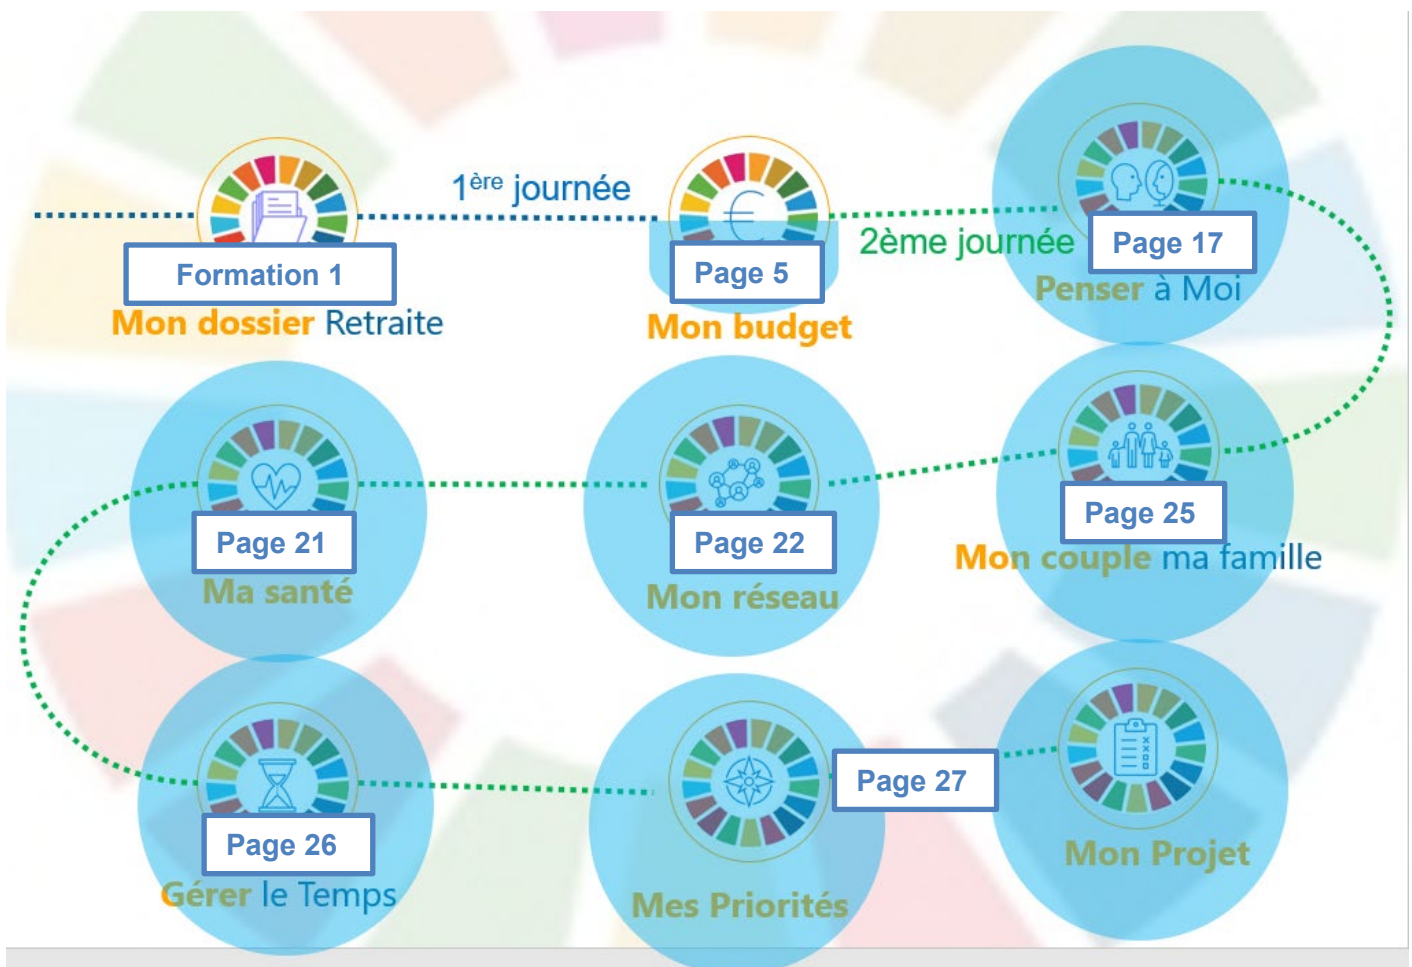 1ère journée
2ème journée
Formation 1
Mon dossier Retraite
Page 5
Mon budget
Page 17
Penser à Moi
Page 21
Ma santé
Page 22
Mon réseau
Page 25
Mon couple ma famille
Page 26
Gérer le Temps
Mes Priorités
Page 27
Mon Projet